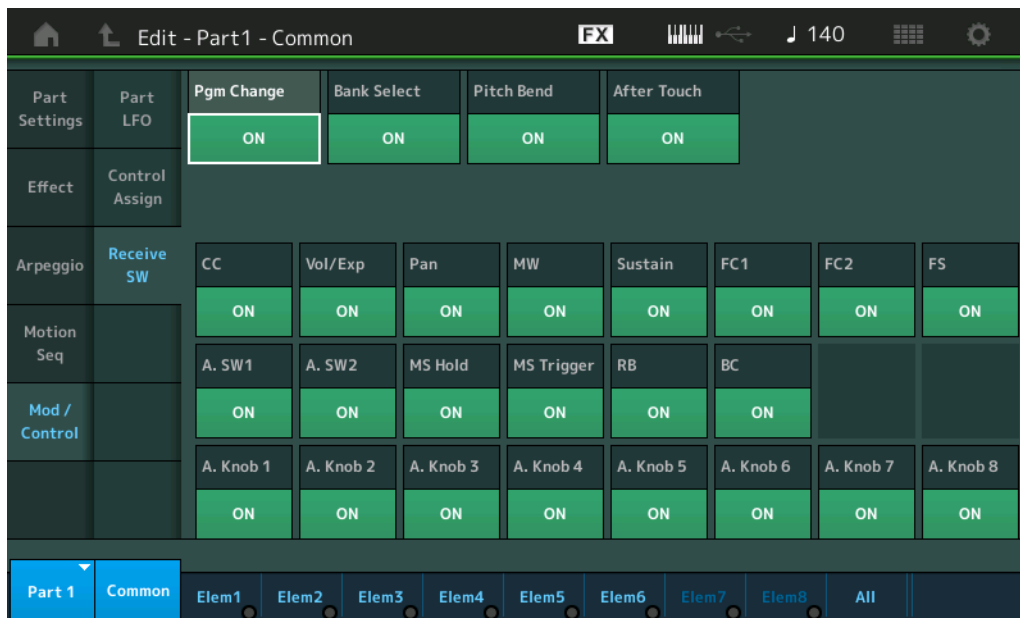 Edit - Part1 - Common FX 140
Part Settings
Part LFO
Pgm Change Bank Select Pitch Bend After Touch
ON ON ON ON
Effect
Control Assign
Arpeggio
Receive SW
CC Vol/Exp Pan MW Sustain FC1 FC2 FS
ON ON ON ON ON ON ON ON
Motion Seq
A. SW1 A. SW2 MS Hold MS Trigger RB BC
ON ON ON ON ON ON
Mod / Control
A. Knob 1 A. Knob 2 A. Knob 3 A. Knob 4 A. Knob 5 A. Knob 6 A. Knob 7 A. Knob 8
ON ON ON ON ON ON ON ON
Part 1 Common Elem1 Elem2 Elem3 Elem4 Elem5 Elem6 Elem7 Elem8 All